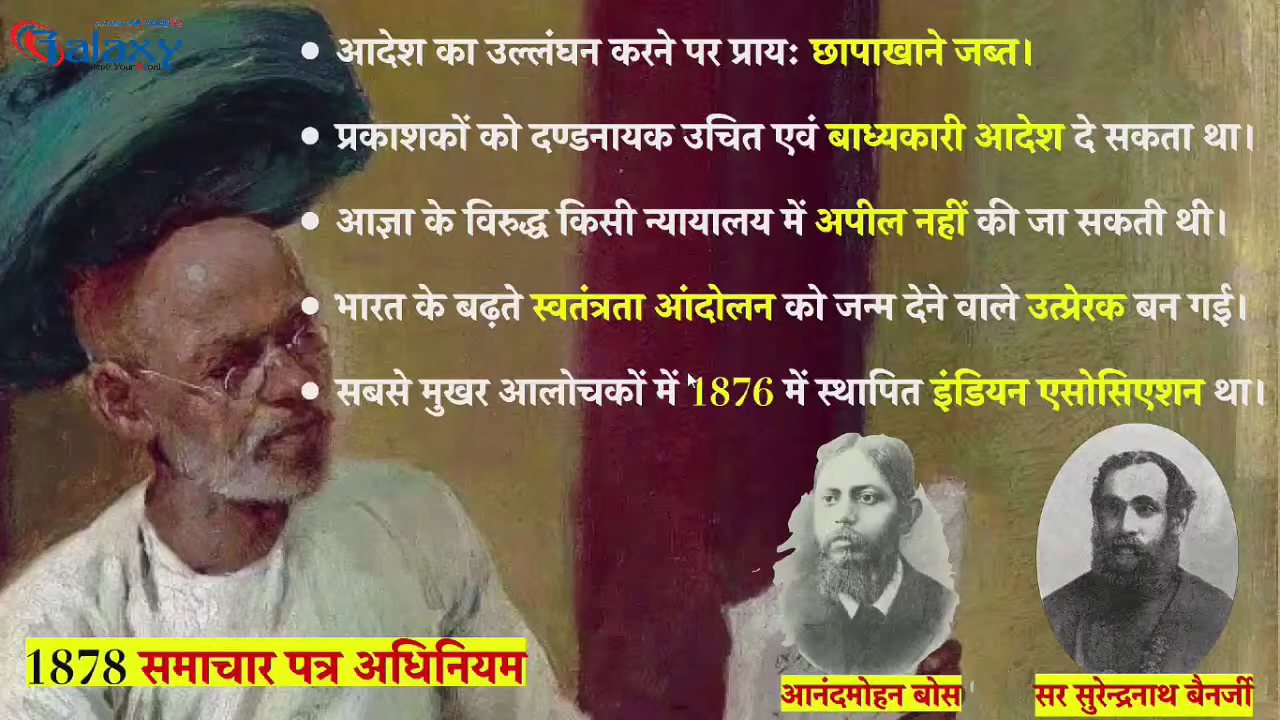 Galaxy
• आदेश का उल्लंघन करने पर प्रायः छापाखाने जब्त।
• प्रकाशकों को दण्डनायक उचित एवं बाध्यकारी आदेश दे सकता था।
• आज्ञा के विरुद्ध किसी न्यायालय में अपील नहीं की जा सकती थी।
• भारत के बढ़ते स्वतंत्रता आंदोलन को जन्म देने वाले उत्प्रेरक बन गई।
• सबसे मुखर आलोचकों में 1876 में स्थापित इंडियन एसोसिएशन था।
1878 समाचार पत्र अधिनियम
आनंदमोहन बोस
सर सुरेन्द्रनाथ बैनर्जी